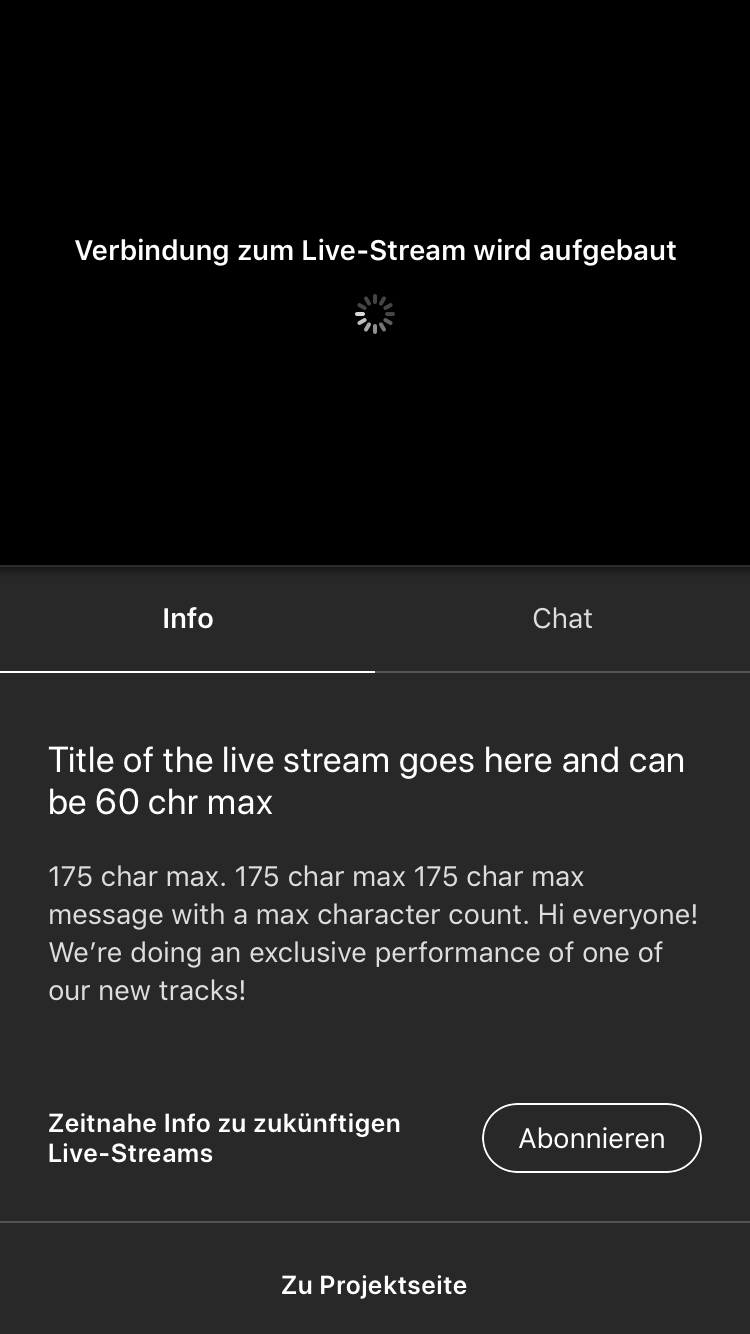 Verbindung zum Live-Stream wird aufgebaut
Info
Chat
Title of the live stream goes here and can
be 60 chr max
175 char max. 175 char max 175 char max
message with a max character count. Hi everyone!
We’re doing an exclusive performance of one of
our new tracks!
Zeitnahe Info zu zukünftigen
Live-Streams
Abonnieren
Zu Projektseite